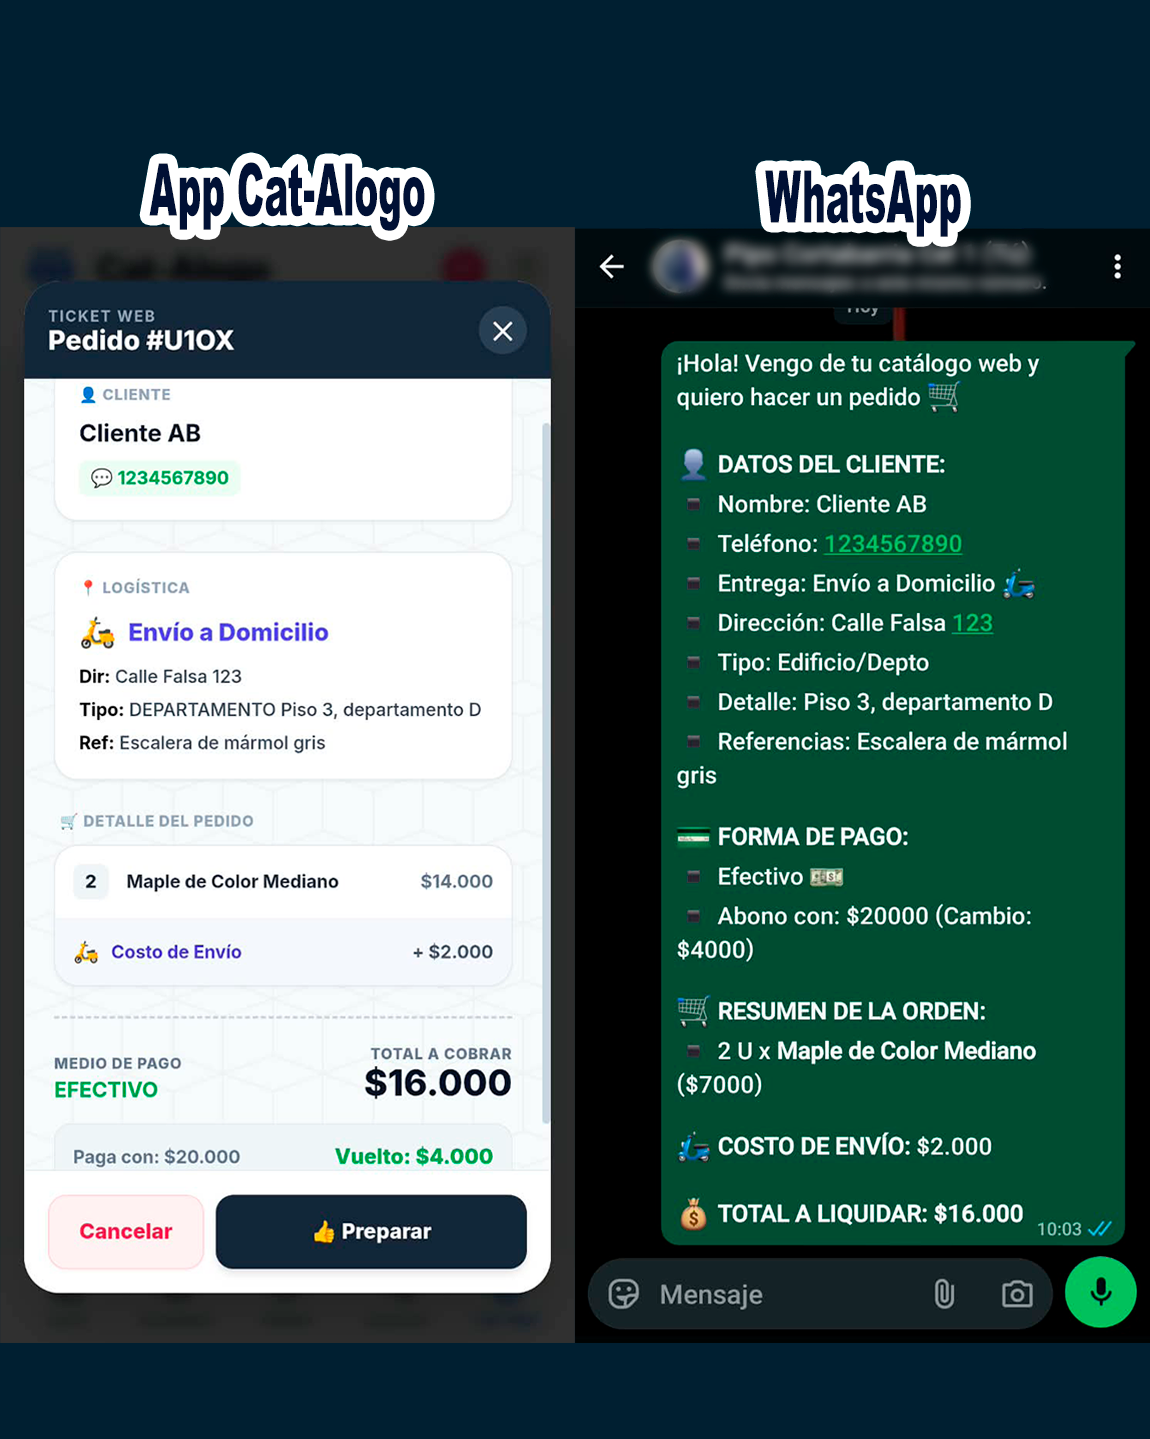 App Cat-Alogo
Cat-Alogo
TICKET WEB
Pedido #U1OX
👤 CLIENTE
Cliente AB
💬 1234567890
📍 LOGÍSTICA
🛵 Envío a Domicilio
Dir: Calle Falsa 123
Tipo: DEPARTAMENTO Piso 3, departamento D
Ref: Escalera de mármol gris
🛒 DETALLE DEL PEDIDO
2 Maple de Color Mediano $14.000
🛵 Costo de Envío + $2.000
MEDIO DE PAGO
EFECTIVO
TOTAL A COBRAR
$16.000
Paga con: $20.000 Vuelto: $4.000
Cancelar
👍 Preparar
WhatsApp
Hoy
¡Hola! Vengo de tu catálogo web y
quiero hacer un pedido 🛒
👤 DATOS DEL CLIENTE:
▪️ Nombre: Cliente AB
▪️ Teléfono: 1234567890
▪️ Entrega: Envío a Domicilio 🛵
▪️ Dirección: Calle Falsa 123
▪️ Tipo: Edificio/Depto
▪️ Detalle: Piso 3, departamento D
▪️ Referencias: Escalera de mármol
gris
💳 FORMA DE PAGO:
▪️ Efectivo 💵
▪️ Abono con: $20000 (Cambio:
$4000)
🛒 RESUMEN DE LA ORDEN:
▪️ 2 U x Maple de Color Mediano
($7000)
🛵 COSTO DE ENVÍO: $2.000
💰 TOTAL A LIQUIDAR: $16.000
10:03
Mensaje